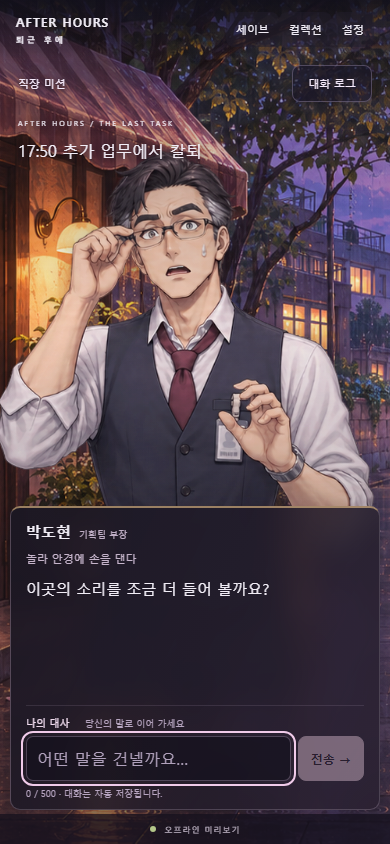 AFTER HOURS
퇴근 후에
세이브 컬렉션 설정
직장 미션
대화 로그
AFTER HOURS / THE LAST TASK
17:50 추가 업무에서 칼퇴
박도현 기획팀 부장
놀라 안경에 손을 댄다
이곳의 소리를 조금 더 들어 볼까요?
나의 대사 당신의 말로 이어 가세요
어떤 말을 건넬까요...
전송 →
0 / 500 · 대화는 자동 저장됩니다.
오프라인 미리보기